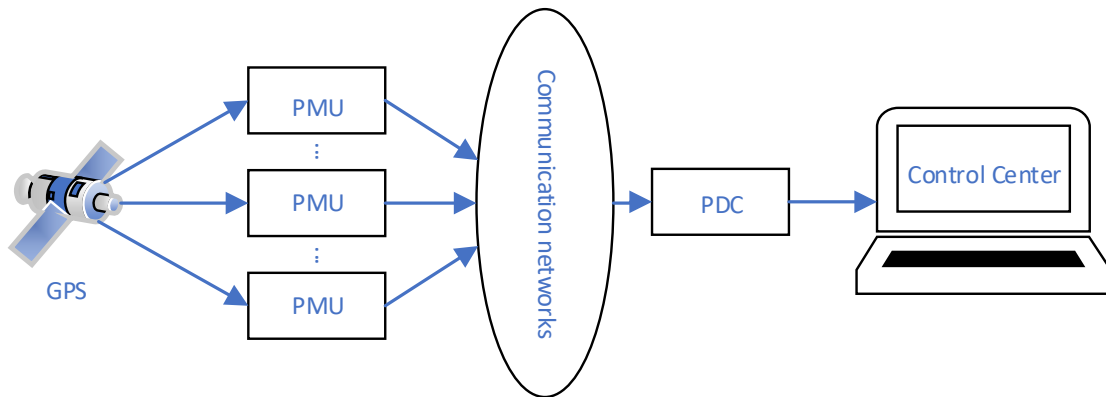 GPS
PMU
...
PMU
...
PMU
Communication networks
PDC
Control Center